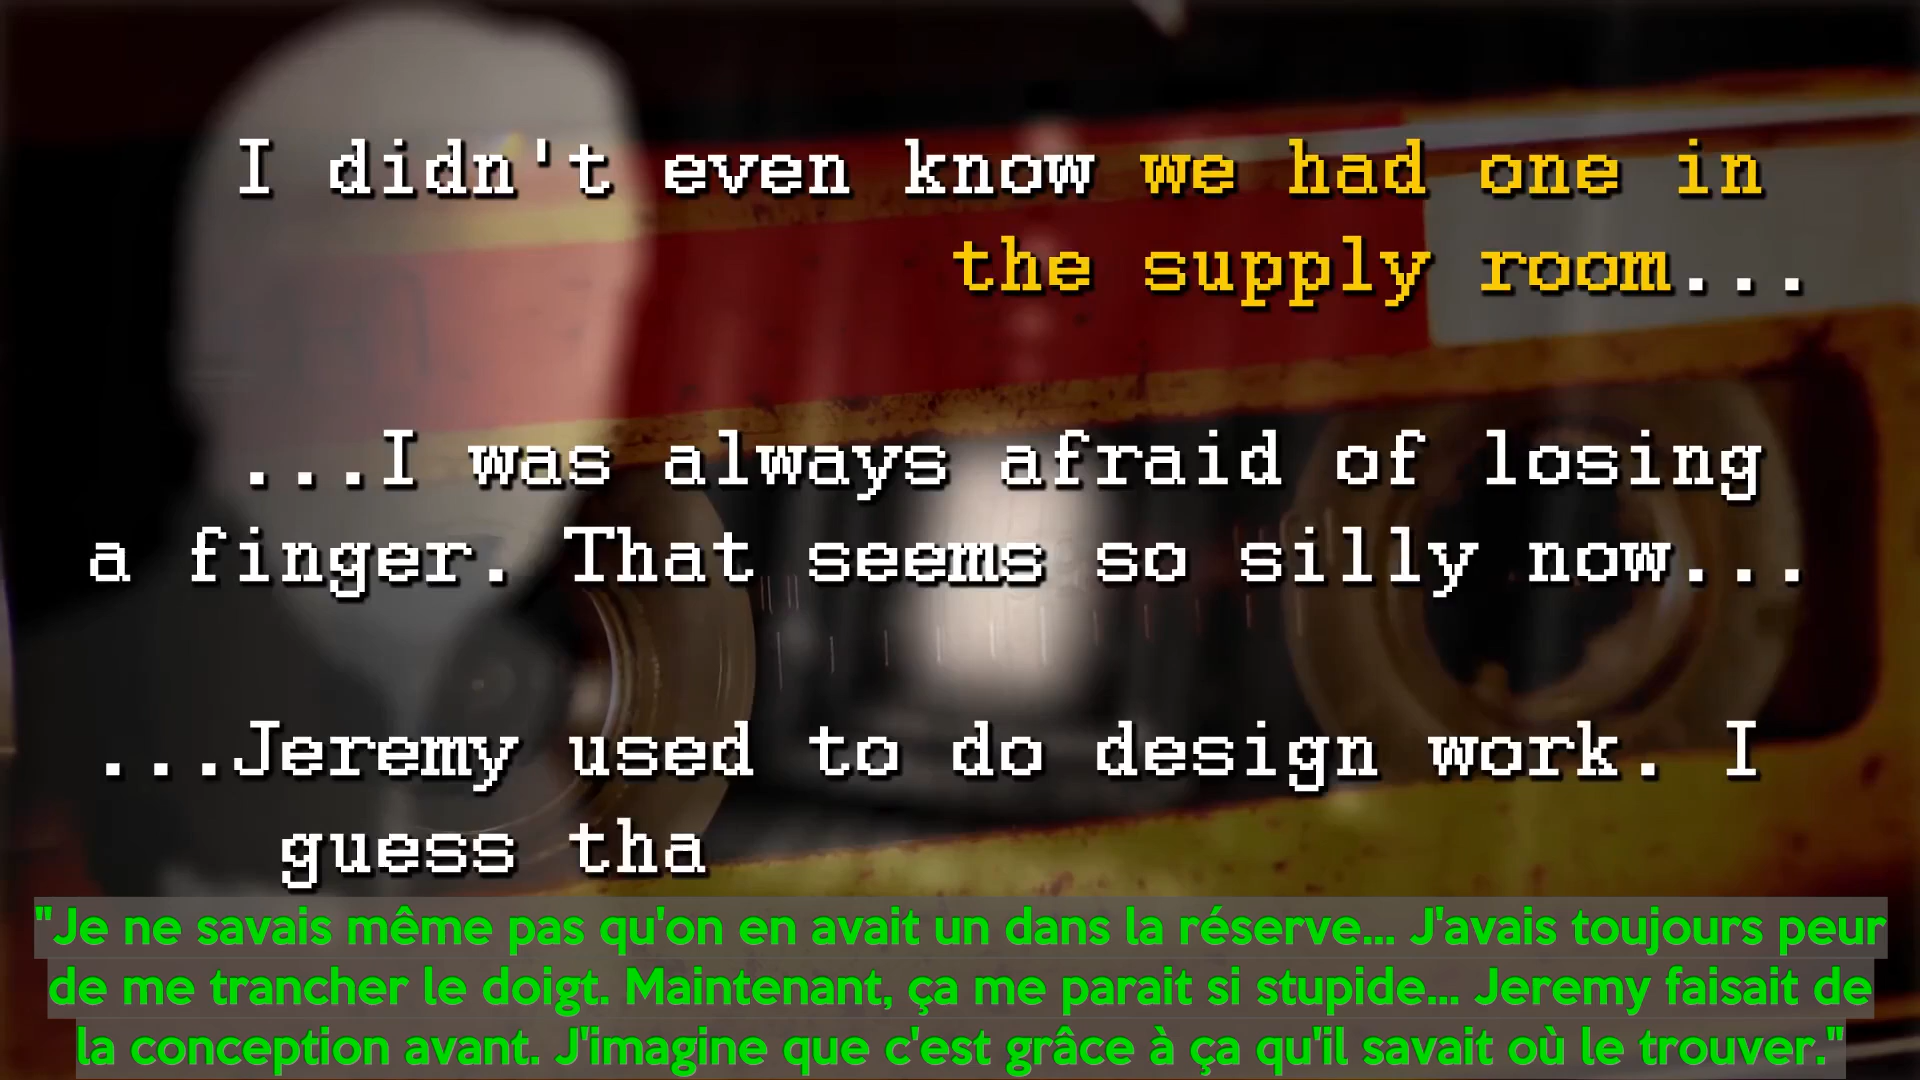 I didn't even know we had one in
the supply room...
...I was always afraid of losing
a finger. That seems so silly now...
...Jeremy used to do design work. I
guess tha
"Je ne savais même pas qu'on en avait un dans la réserve... J'avais toujours peur
de me trancher le doigt. Maintenant, ça me parait si stupide... Jeremy faisait de
la conception avant. J'imagine que c'est grâce à ça qu'il savait où le trouver."